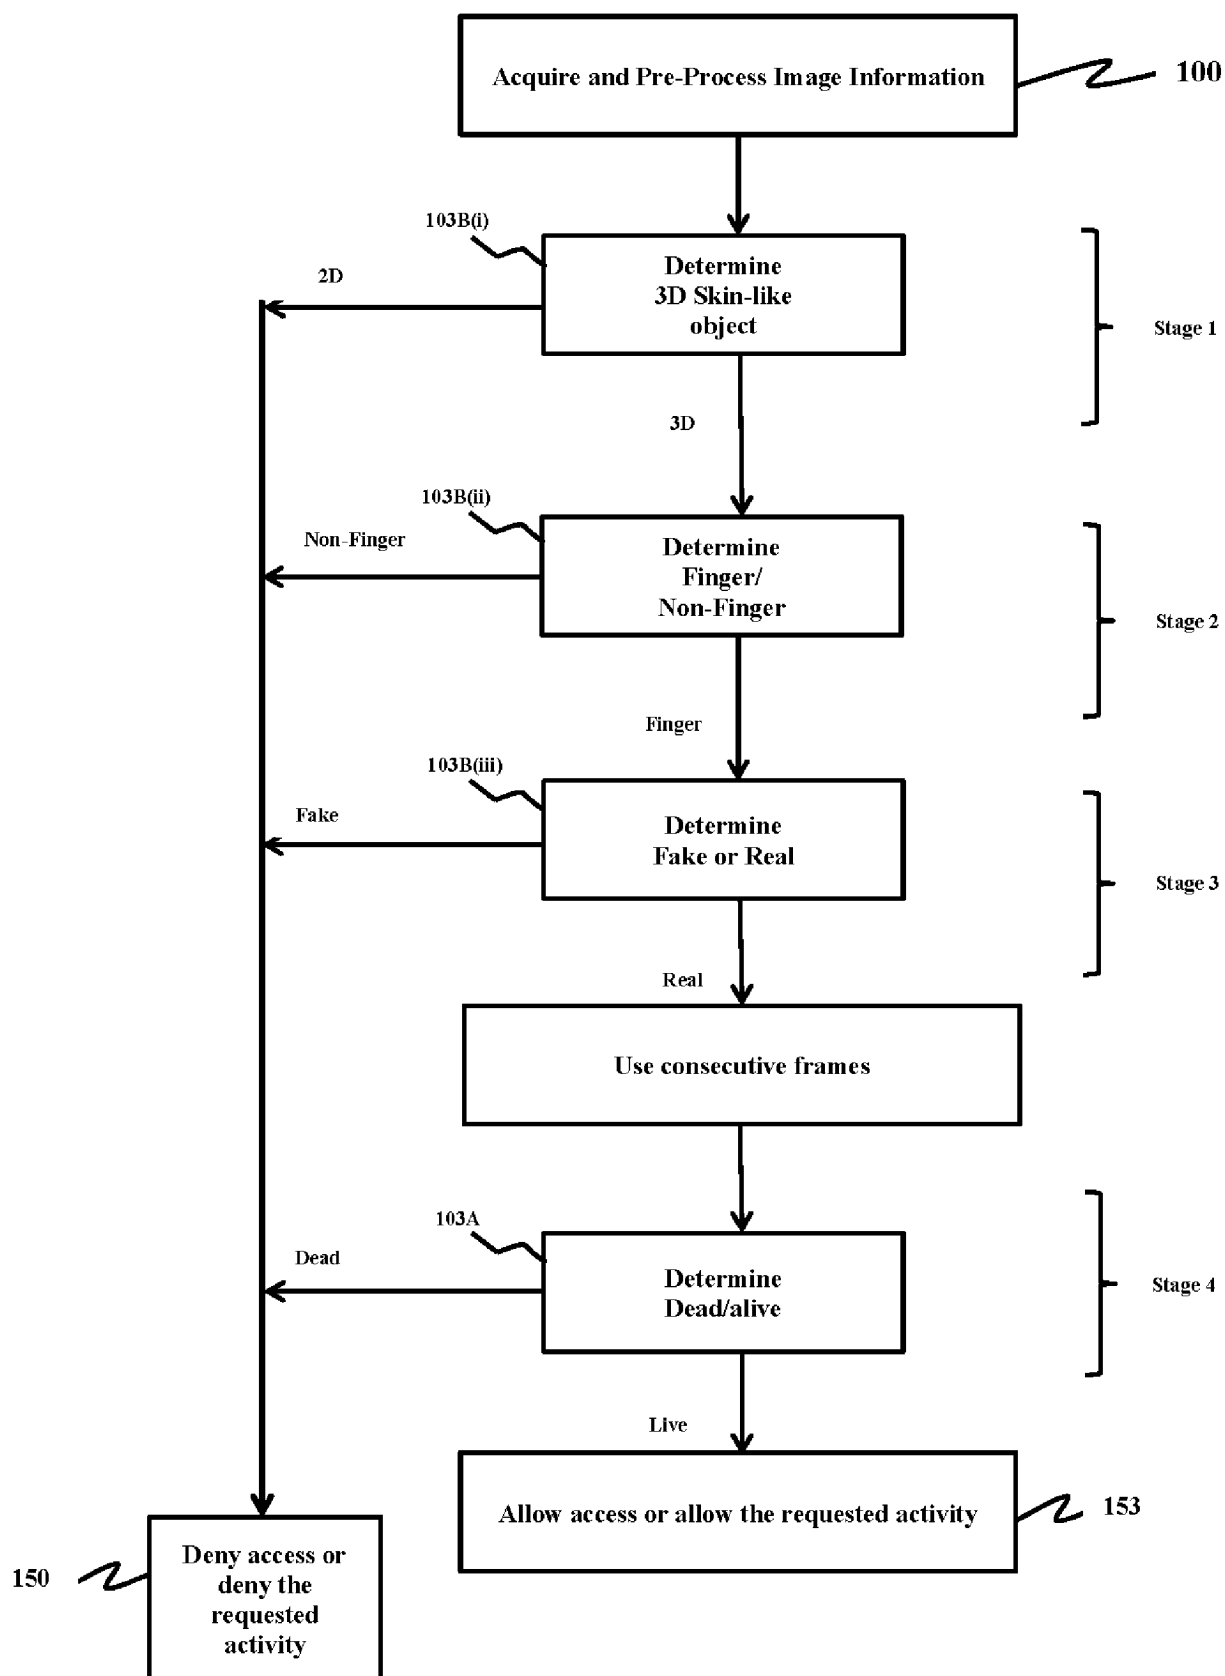 Acquire and Pre-Process Image Information
100
103B(i)
2D
Determine
3D Skin-like
object
Stage 1
3D
103B(ii)
Non-Finger
Determine
Finger/
Non-Finger
Stage 2
Finger
103B(iii)
Fake
Determine
Fake or Real
Stage 3
Real
Use consecutive frames
103A
Dead
Determine
Dead/alive
Stage 4
Live
Allow access or allow the requested activity
153
150
Deny access or
deny the
requested
activity